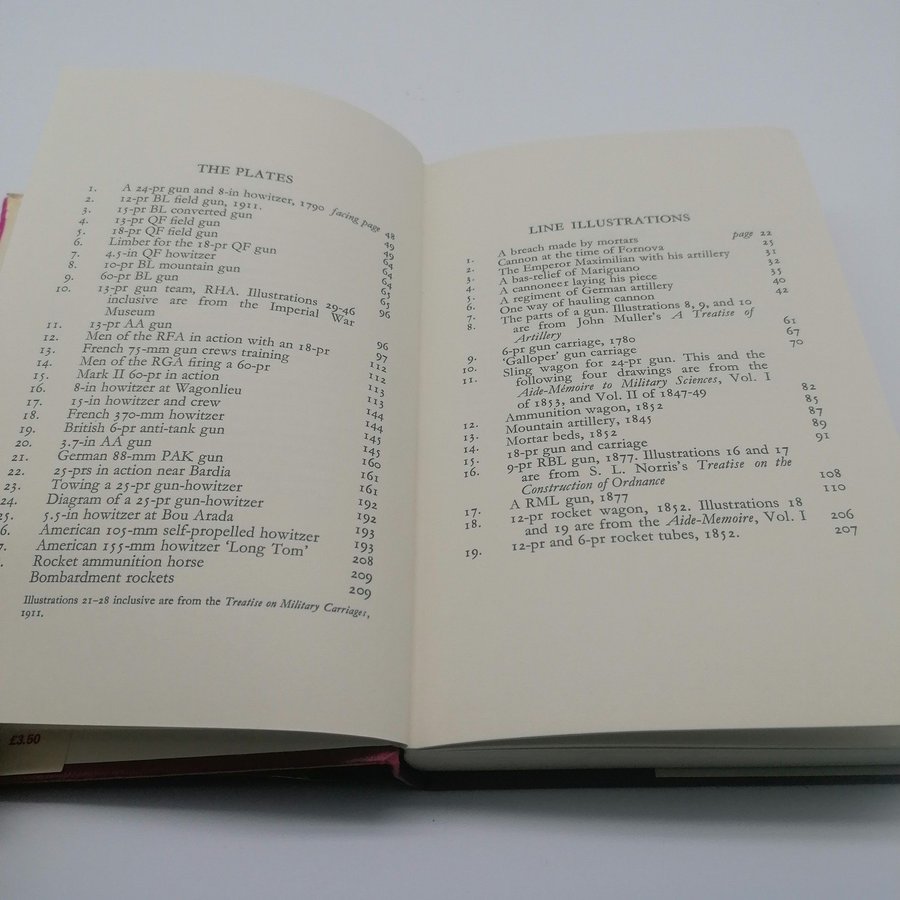 THE PLATES
facing page
1. A 24-pr gun and 8-in howitzer, 1790 48
2. 12-pr BL field gun, 1911. 49
3. 15-pr BL converted gun 49
4. 13-pr QF field gun 64
5. 18-pr QF field gun 64
6. Limber for the 18-pr QF gun 64
7. 4.5-in QF howitzer 65
8. 10-pr BL mountain gun 65
9. 60-pr BL gun 96
10. 13-pr gun team, RHA. Illustrations 29-46
inclusive are from the Imperial War
Museum 96
11. 13-pr AA gun 97
12. Men of the RFA in action with an 18-pr 112
13. French 75-mm gun crews training 112
14. Men of the RGA firing a 60-pr 113
15. Mark II 60-pr in action 113
16. 8-in howitzer at Wagonlieu 144
17. 15-in howitzer and crew 144
18. French 370-mm howitzer 145
19. British 6-pr anti-tank gun 145
20. 3.7-in AA gun 160
21. German 88-mm PAK gun 161
22. 25-prs in action near Bardia 161
23. Towing a 25-pr gun-howitzer 192
24. Diagram of a 25-pr gun-howitzer 192
25. 5.5-in howitzer at Bou Arada 193
6. American 105-mm self-propelled howitzer 193
7. American 155-mm howitzer 'Long Tom' 208
Rocket ammunition horse 209
Bombardment rockets 209
Illustrations 21-28 inclusive are from the Treatise on Military Carriages,
1911.
£3.50
LINE ILLUSTRATIONS
page
1. A breach made by mortars 22
2. Cannon at the time of Fornova 25
3. The Emperor Maximilian with his artillery 31
4. A bas-relief of Mariguano 32
5. A cannoneer laying his piece 35
6. A regiment of German artillery 40
7. One way of hauling cannon 42
8. The parts of a gun. Illustrations 8, 9, and 10
are from John Muller's A Treatise of
Artillery 61
9. 6-pr gun carriage, 1780 67
10. 'Galloper' gun carriage 70
11. Sling wagon for 24-pr gun. This and the
following four drawings are from the
Aide-Mémoire to Military Sciences, Vol. I
of 1853, and Vol. II of 1847-49 82
12. Ammunition wagon, 1852 85
13. Mountain artillery, 1845 87
14. Mortar beds, 1852 89
15. 18-pr gun and carriage 91
16. 9-pr RBL gun, 1877. Illustrations 16 and 17
are from S. L. Norris's Treatise on the
Construction of Ordnance 108
17. A RML gun, 1877 110
18. 12-pr rocket wagon, 1852. Illustrations 18
and 19 are from the Aide-Memoire, Vol. I 206
19. 12-pr and 6-pr rocket tubes, 1852. 207